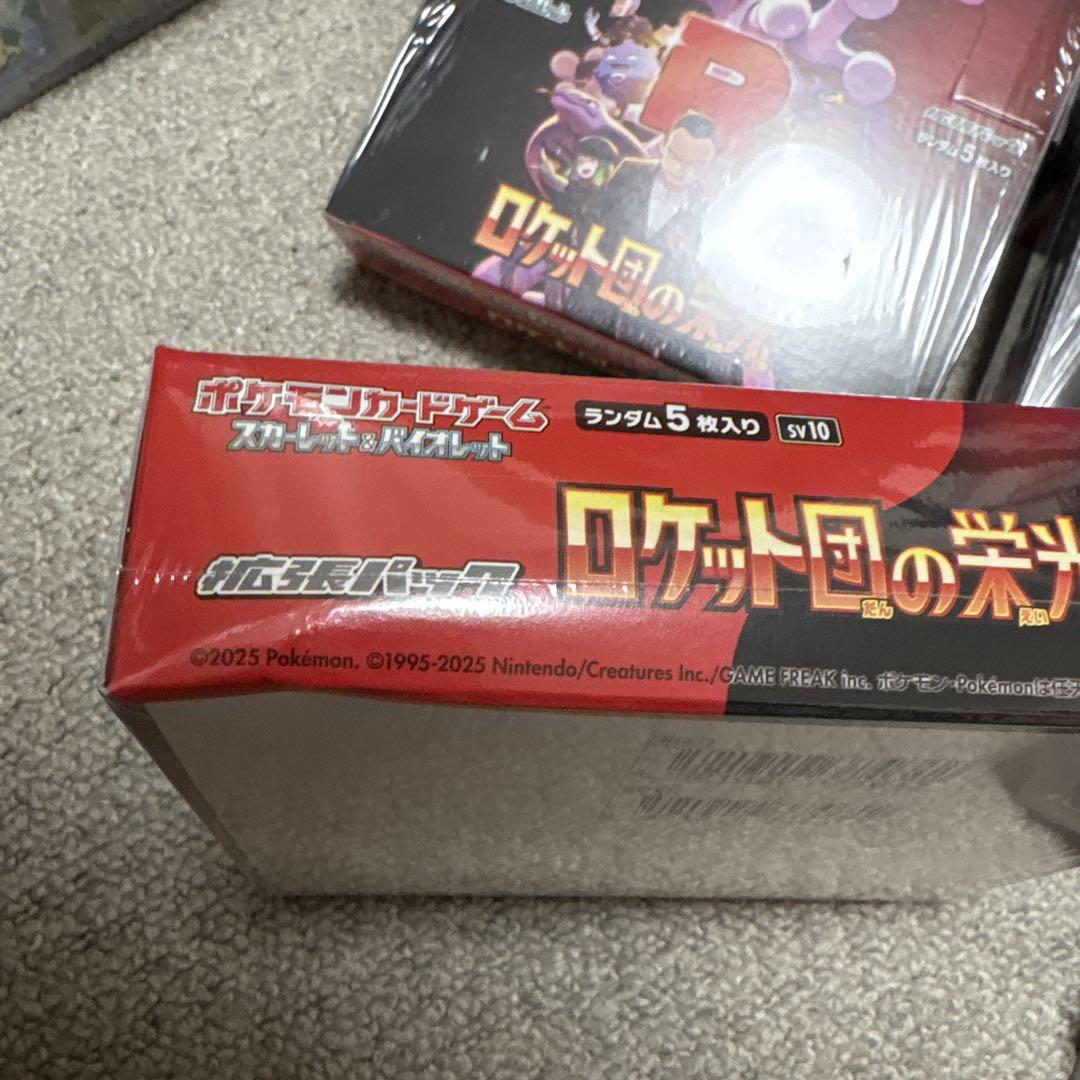 ランダム5枚入り
ロケット団の栄光
ポケモンカードゲーム
スカーレット&バイオレット
ランダム5枚入り
SV10
拡張パック
ロケット団の栄光
だん
えい
©2025 Pokémon. ©1995-2025 Nintendo/Creatures Inc./GAME FREAK inc. ポケモン・Pokémonは任天